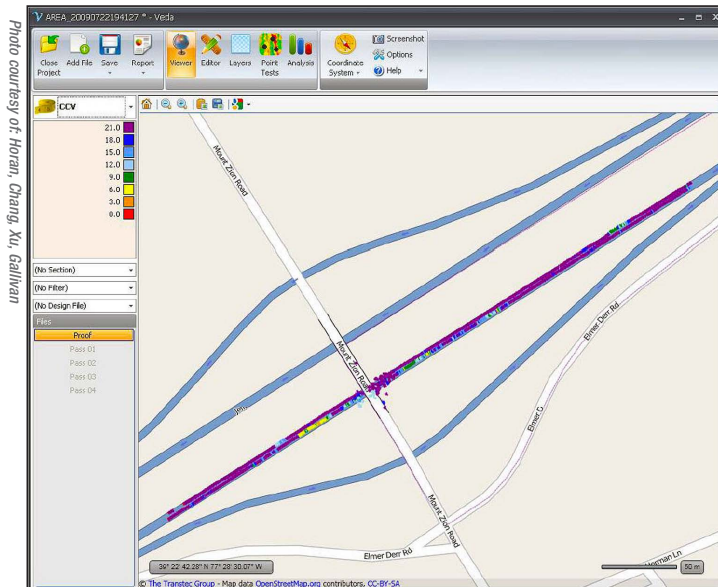 Photo courtesy of: Horan, Chang, Xu, Gallivan
AREA_20090722194127 * - Veda
Close Project
Add File
Save
Report
Viewer
Editor
Layers
Point Tests
Analysis
Coordinate System
Screenshot
Options
Help
CCV
21.0
18.0
15.0
12.0
9.0
6.0
3.0
0.0
(No Section)
(No Filter)
(No Design File)
Files
Proof
Pass 01
Pass 02
Pass 03
Pass 04
Mount Zion Road
Mount Zion Road
Mount Zion Road
Elmer Derr Rd
Elmer D
Elmer Derr Rd
Horman Ln
39° 22' 42.28" N 77° 28' 30.07" W
50 m
© The Transtec Group - Map data OpenStreetMap.org contributors, CC-BY-SA